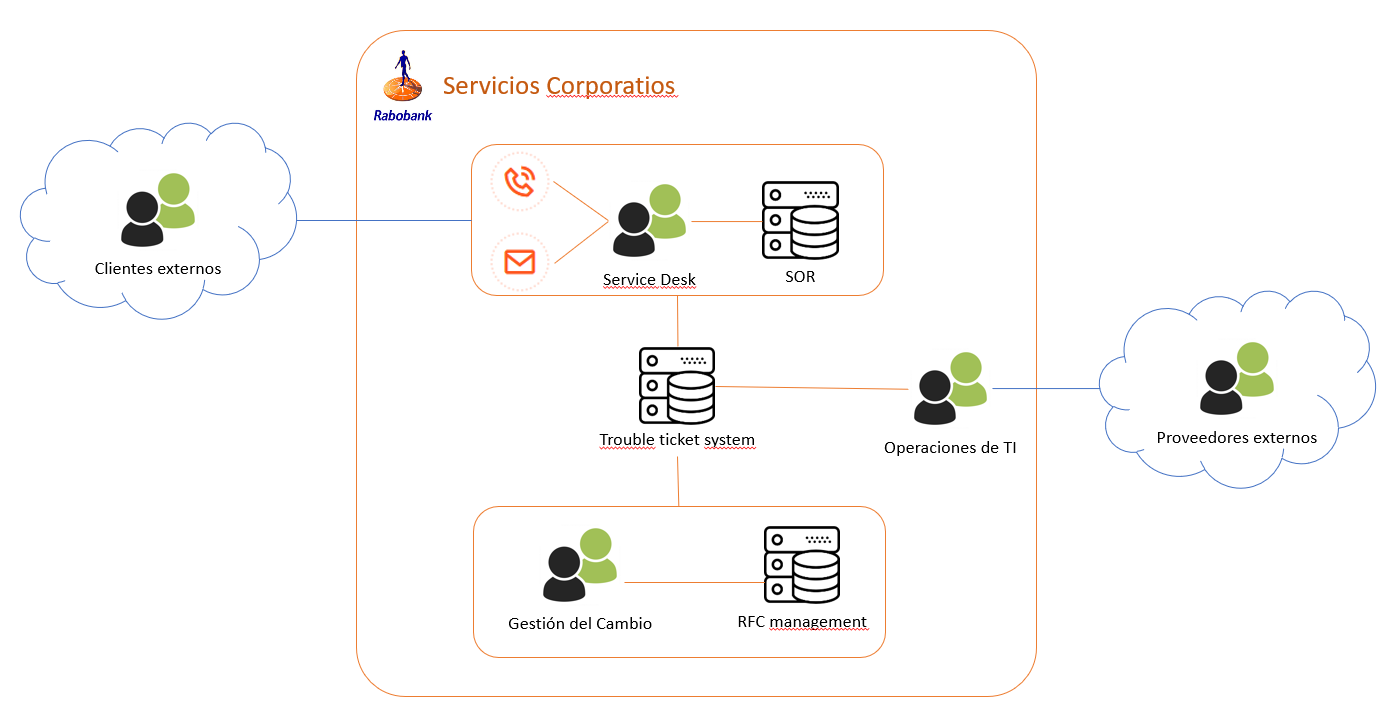 Servicios Corporatios
Rabobank
Clientes externos
Service Desk
SOR
Trouble ticket system
Operaciones de TI
Proveedores externos
Gestión del Cambio
RFC management